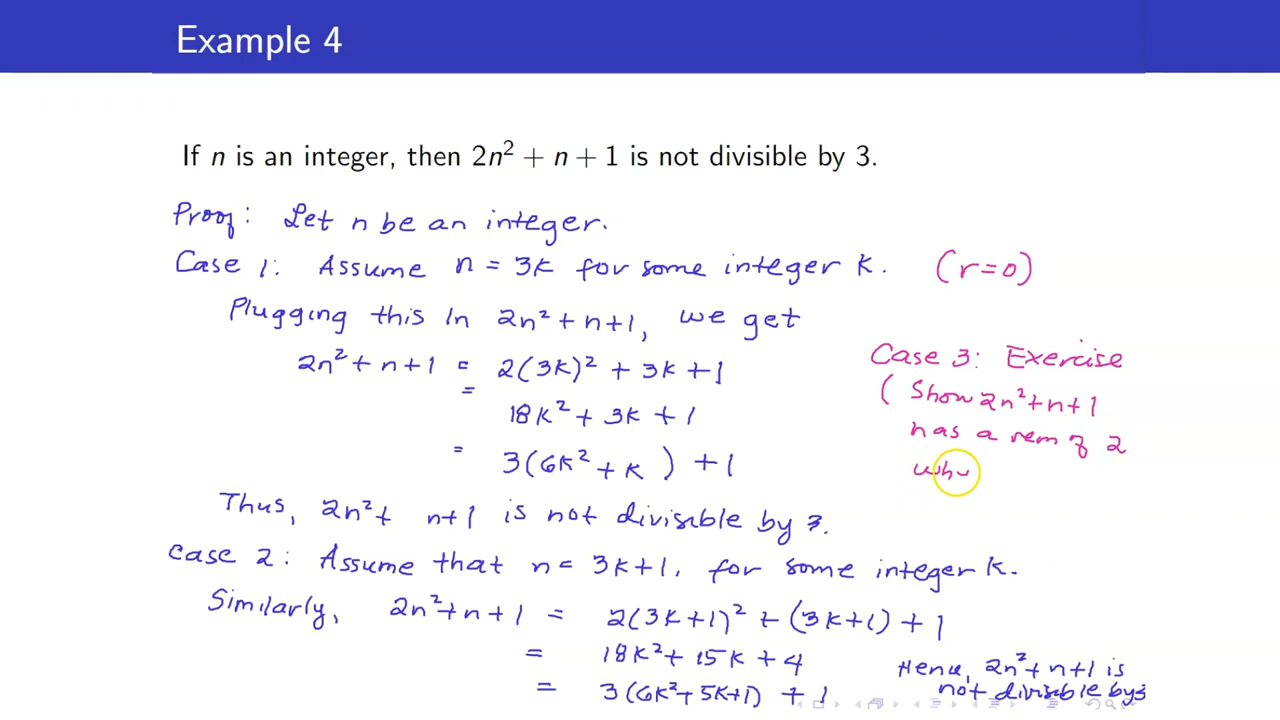 Example 4
If n is an integer, then 2n² + n + 1 is not divisible by 3.
Proof: Let n be an integer.
Case 1: Assume n = 3k for some integer k. (r=0)
Plugging this in 2n² + n+1, we get
2n² + n + 1 = 2(3k)² + 3k + 1
= 18k² + 3k + 1
= 3(6k² + k ) + 1
Thus, 2n² + n+1 is not divisible by 3.
Case 3: Exercise
( Show 2n²+n+1
has a rem of 2
Case 2: Assume that n = 3k+1, for some integer k.
Similarly, 2n²+n+1 = 2(3k+1)² + (3k+1) + 1
= 18k² + 15k + 4
= 3(6k²+5k+1) + 1
Hence, 2n²+n+1 is
not divisible by 3